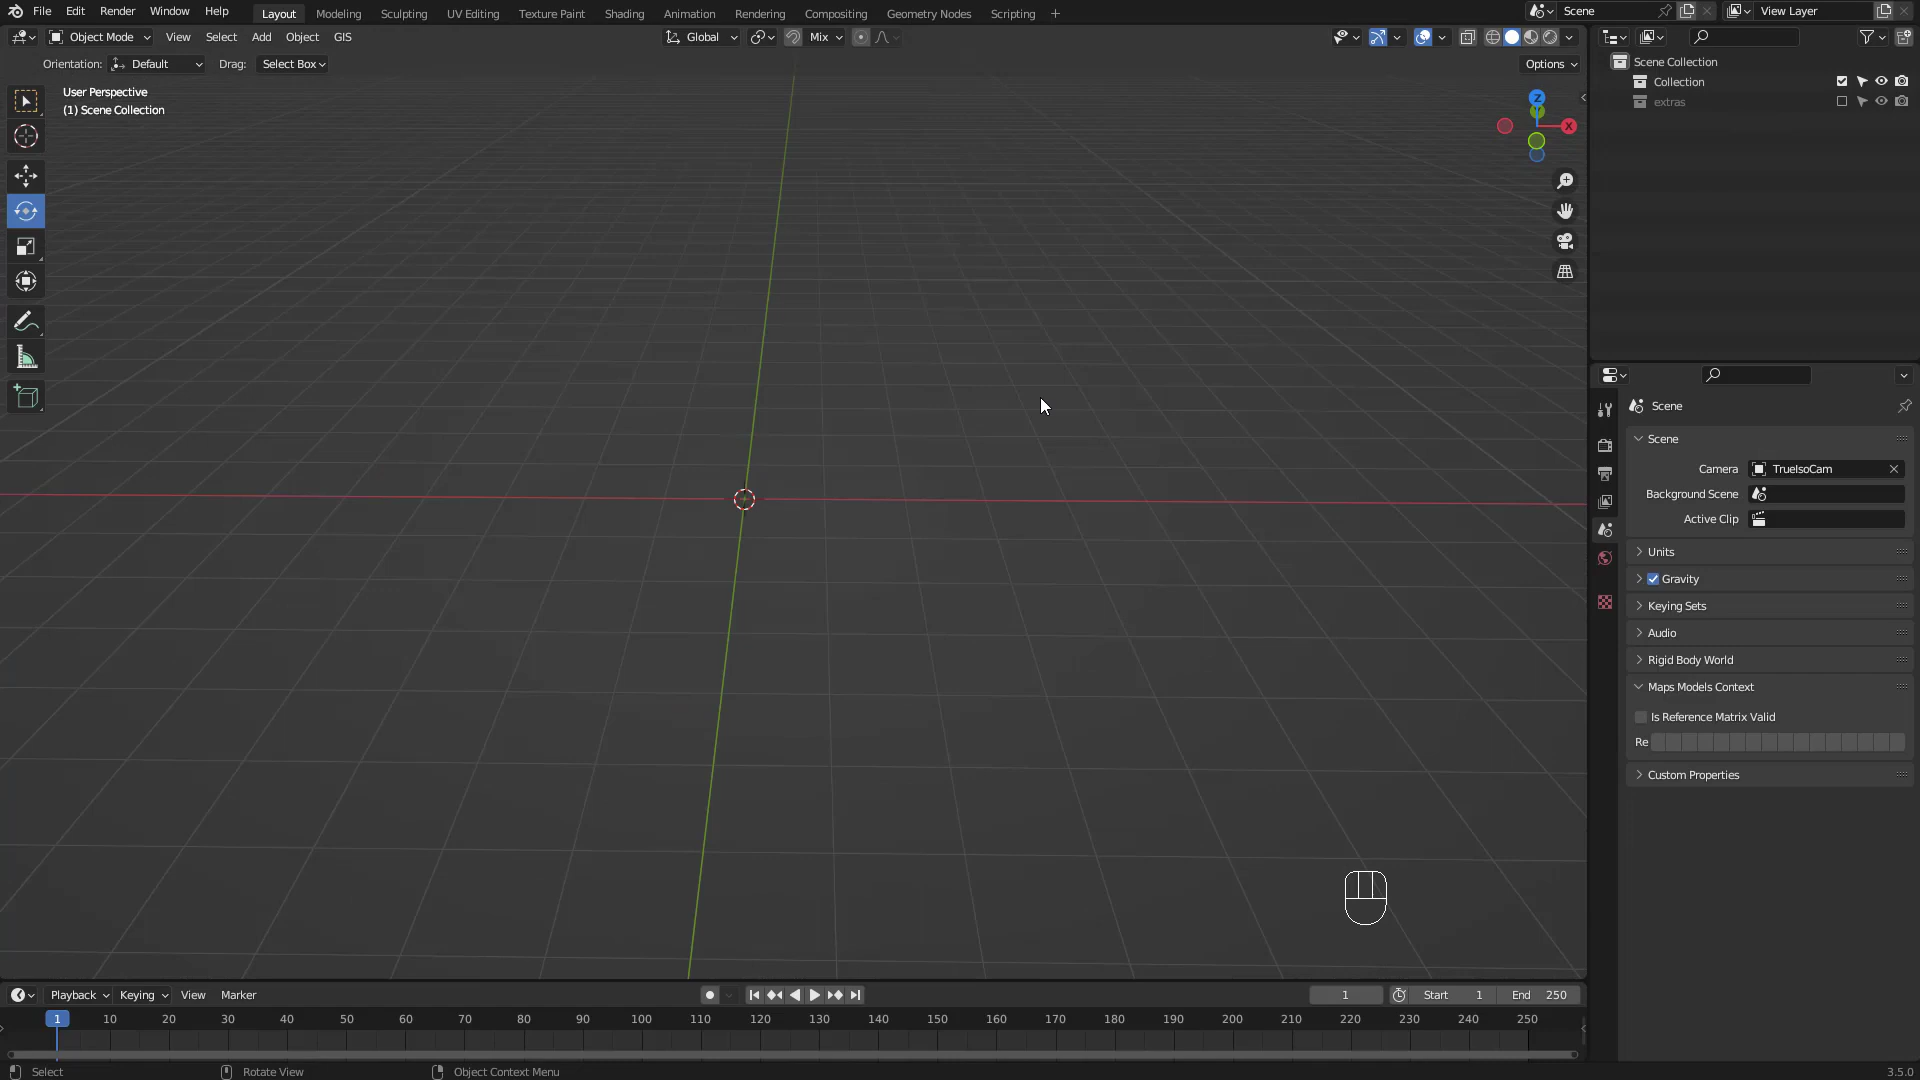 File Edit Render Window Help Layout Modeling Sculpting UV Editing Texture Paint Shading Animation Rendering Compositing Geometry Nodes Scripting + Scene View Layer
Object Mode View Select Add Object GIS Global Mix
Orientation: Default Drag: Select Box Options
User Perspective
(1) Scene Collection
Z
X
Scene Collection
Collection
extras
Scene
Scene
Camera TrueIsoCam
Background Scene
Active Clip
Units
Gravity
Keying Sets
Audio
Rigid Body World
Maps Models Context
Is Reference Matrix Valid
Re
Custom Properties
Playback Keying View Marker 1 Start 1 End 250
1 10 20 30 40 50 60 70 80 90 100 110 120 130 140 150 160 170 180 190 200 210 220 230 240 250
Select Rotate View Object Context Menu 3.5.0